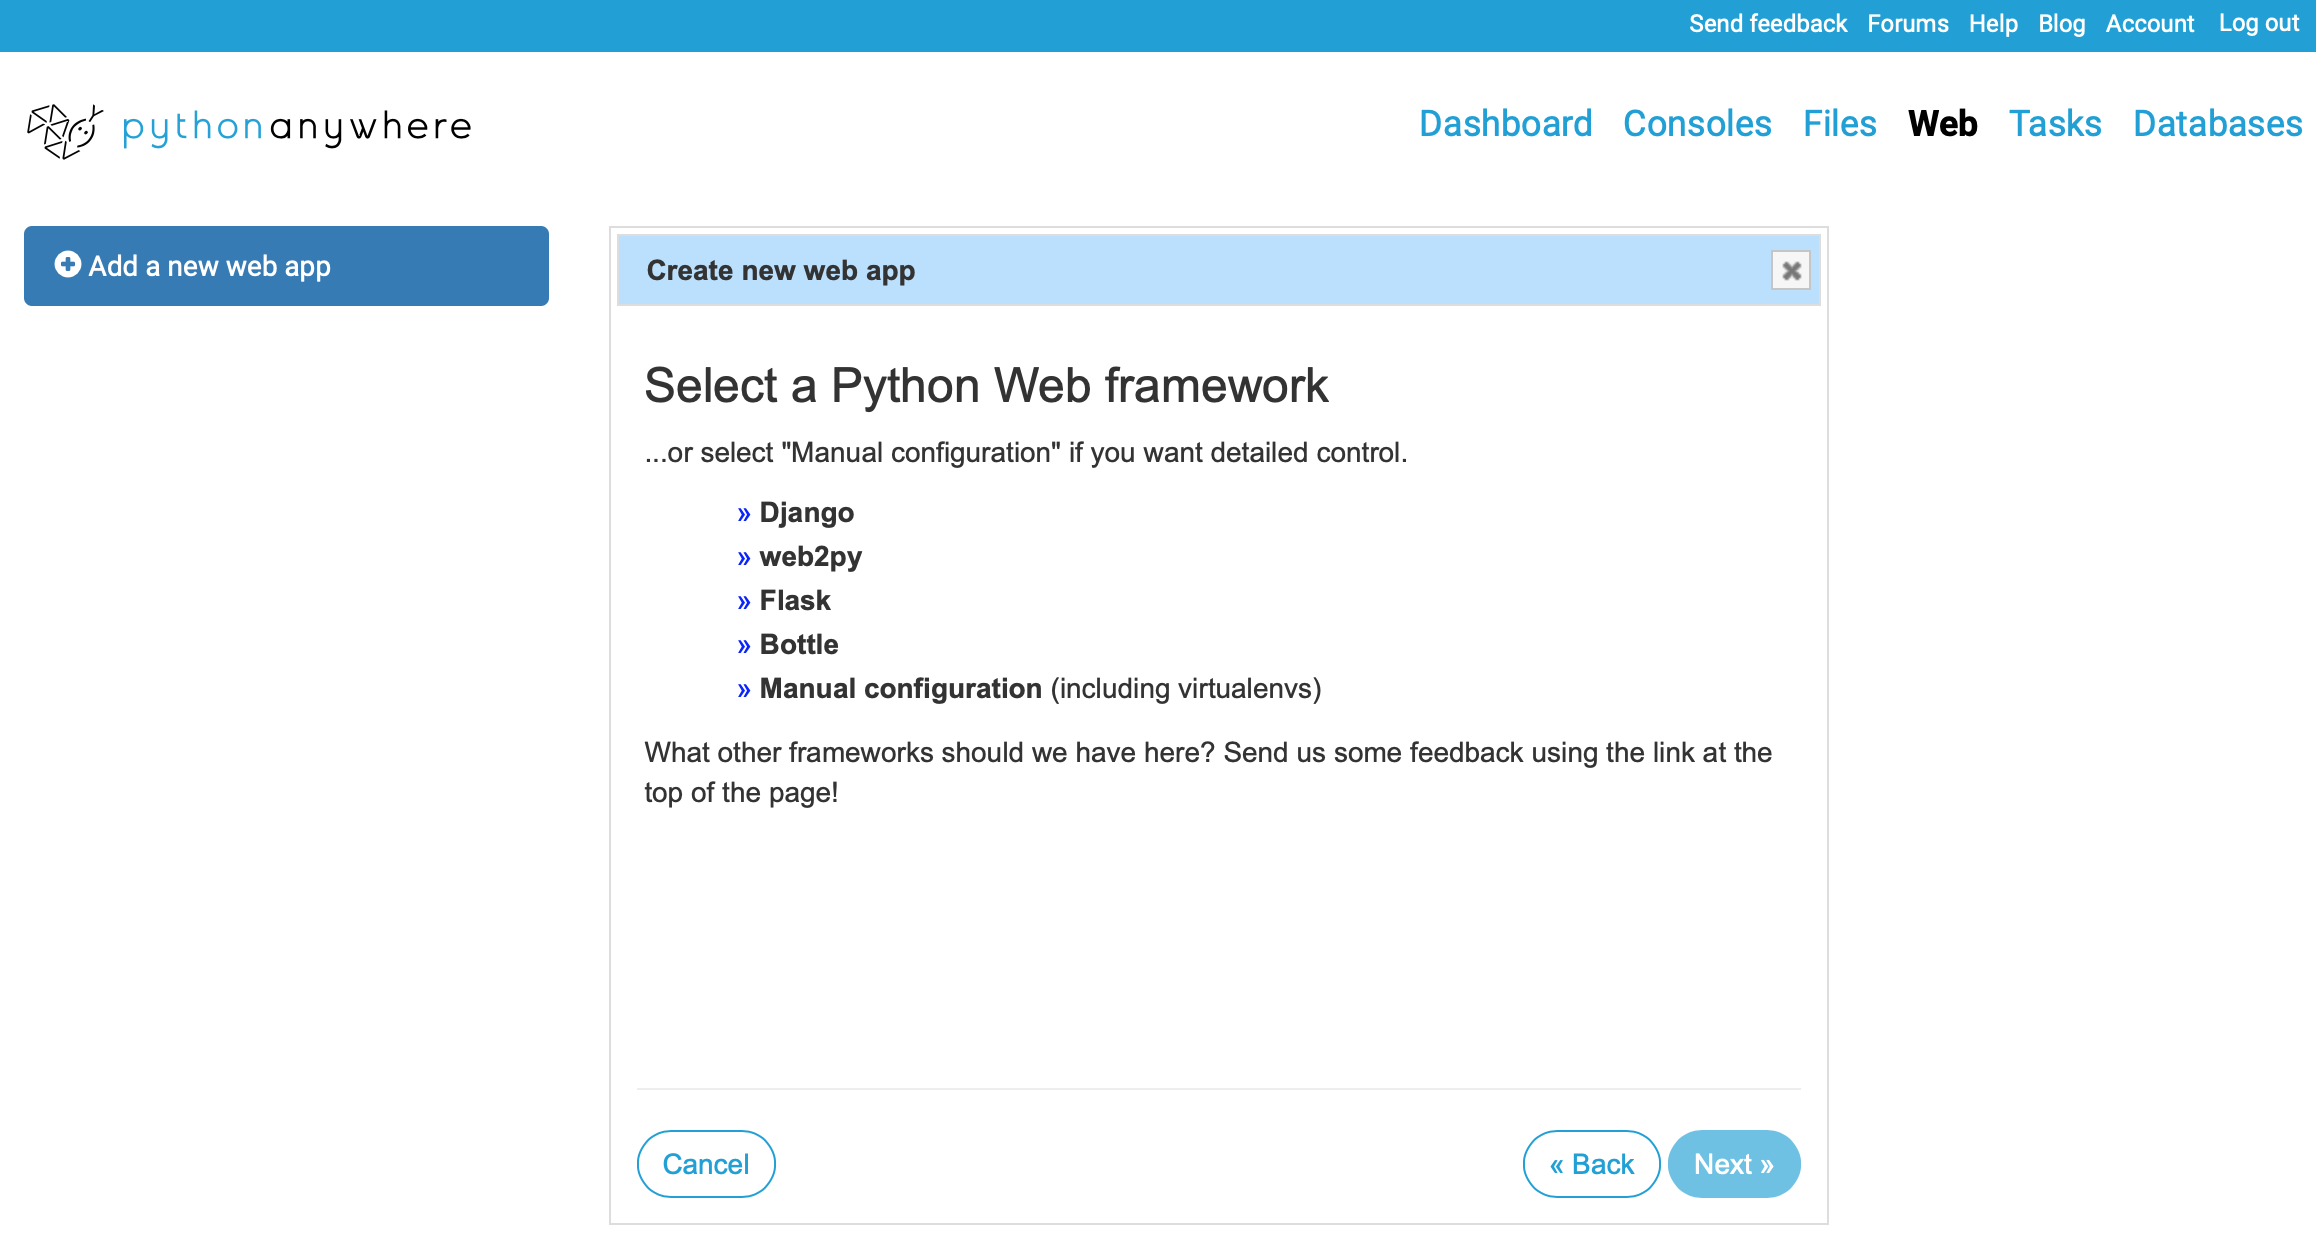 Send feedback Forums Help Blog Account Log out
pythonanywhere
Dashboard Consoles Files Web Tasks Databases
Add a new web app
Create new web app
Select a Python Web framework
...or select "Manual configuration" if you want detailed control.
» Django
» web2py
» Flask
» Bottle
» Manual configuration (including virtualenvs)
What other frameworks should we have here? Send us some feedback using the link at the
top of the page!
Cancel
« Back
Next »